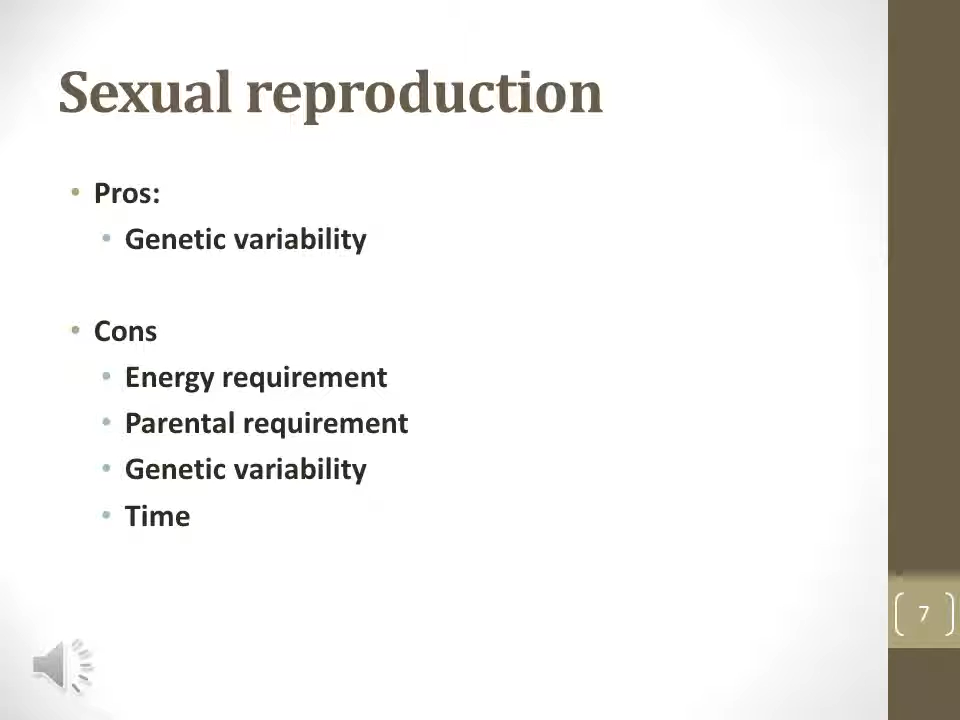 Sexual reproduction
• Pros:
• Genetic variability
• Cons
• Energy requirement
• Parental requirement
• Genetic variability
• Time
7